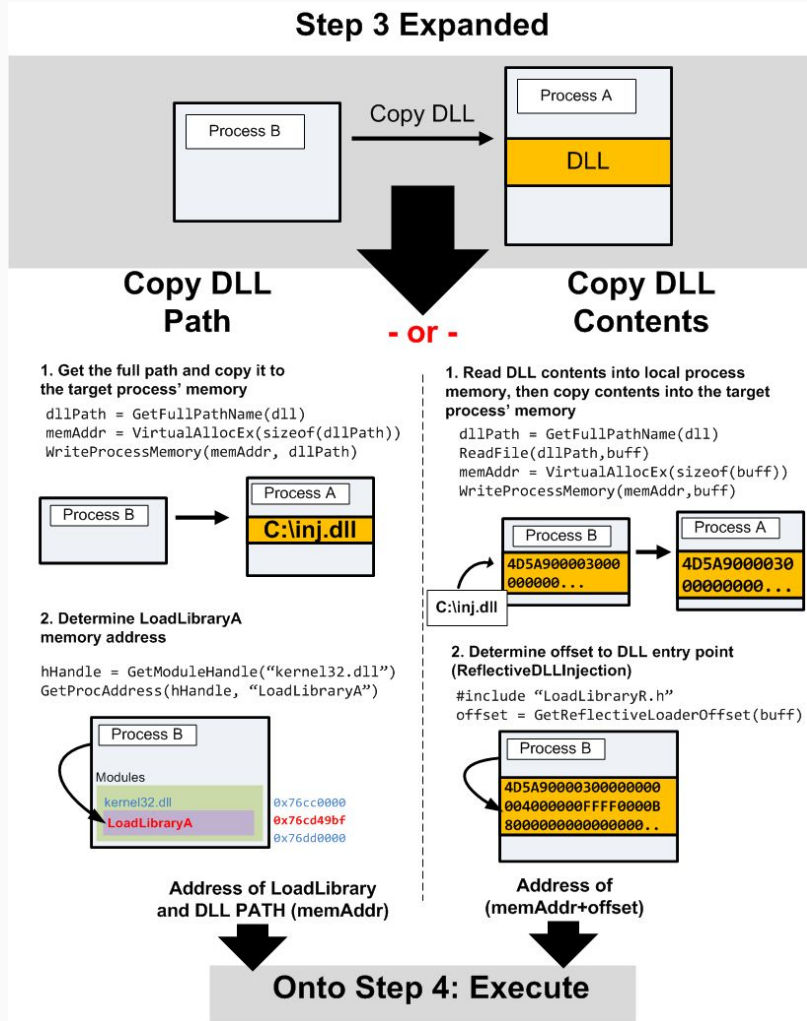 Step 3 Expanded
Process B
Copy DLL
Process A
DLL
Copy DLL
Path
- or -
Copy DLL
Contents
1. Get the full path and copy it to
the target process’ memory
dllPath = GetFullPathName(dll)
memAddr = VirtualAllocEx(sizeof(dllPath))
WriteProcessMemory(memAddr, dllPath)
Process B
Process A
C:\inj.dll
2. Determine LoadLibraryA
memory address
hHandle = GetModuleHandle(“kernel32.dll”)
GetProcAddress(hHandle, “LoadLibraryA”)
Process B
Modules
kernel32.dll
LoadLibraryA
0x76cc0000
0x76cd49bf
0x76dd0000
Address of LoadLibrary
and DLL PATH (memAddr)
1. Read DLL contents into local process
memory, then copy contents into the target
process’ memory
dllPath = GetFullPathName(dll)
ReadFile(dllPath,buff)
memAddr = VirtualAllocEx(sizeof(buff))
WriteProcessMemory(memAddr,buff)
Process B
4D5A900003000
000000...
C:\inj.dll
Process A
4D5A9000030
00000000...
2. Determine offset to DLL entry point
(ReflectiveDLLInjection)
#include “LoadLibraryR.h”
offset = GetReflectiveLoaderOffset(buff)
Process B
4D5A90000300000000
004000000FFFF0000B
8000000000000000..
Address of
(memAddr+offset)
Onto Step 4: Execute